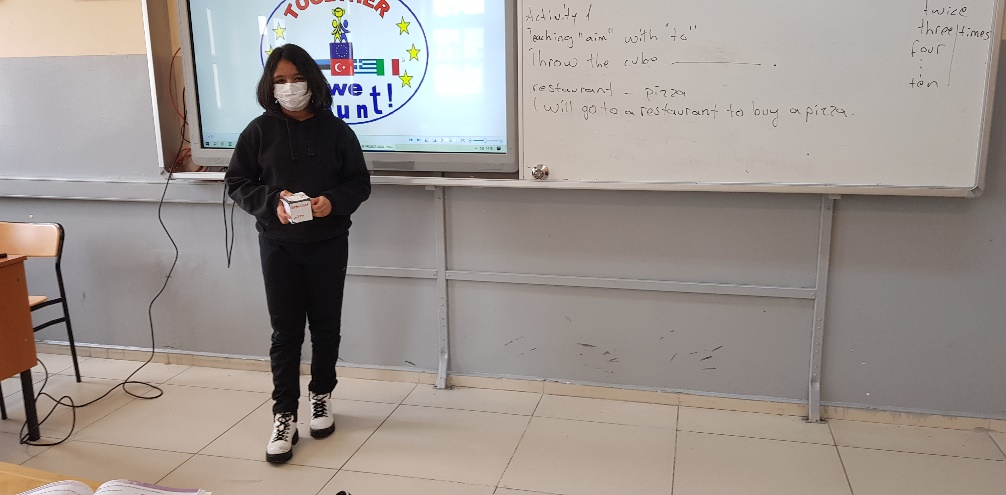 TOGETHER
we
unt!
Activity 1
Teaching "aim" with "to"
Throw the cube ____________ .
restaurant - pizza
I will go to a restaurant to buy a pizza.
twice
three times
four
ten